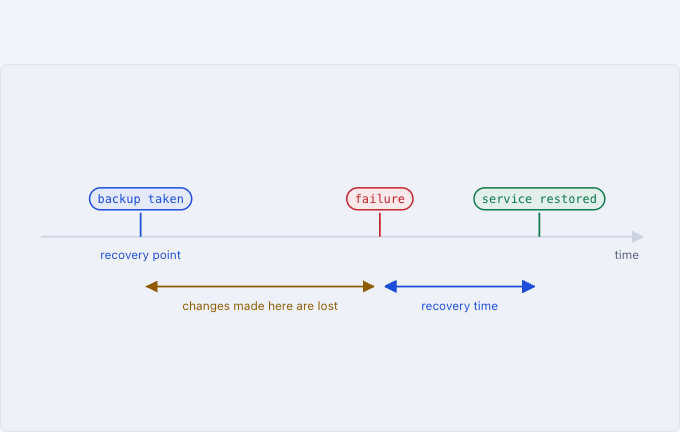 backup taken
failure
service restored
recovery point
time
changes made here are lost
recovery time